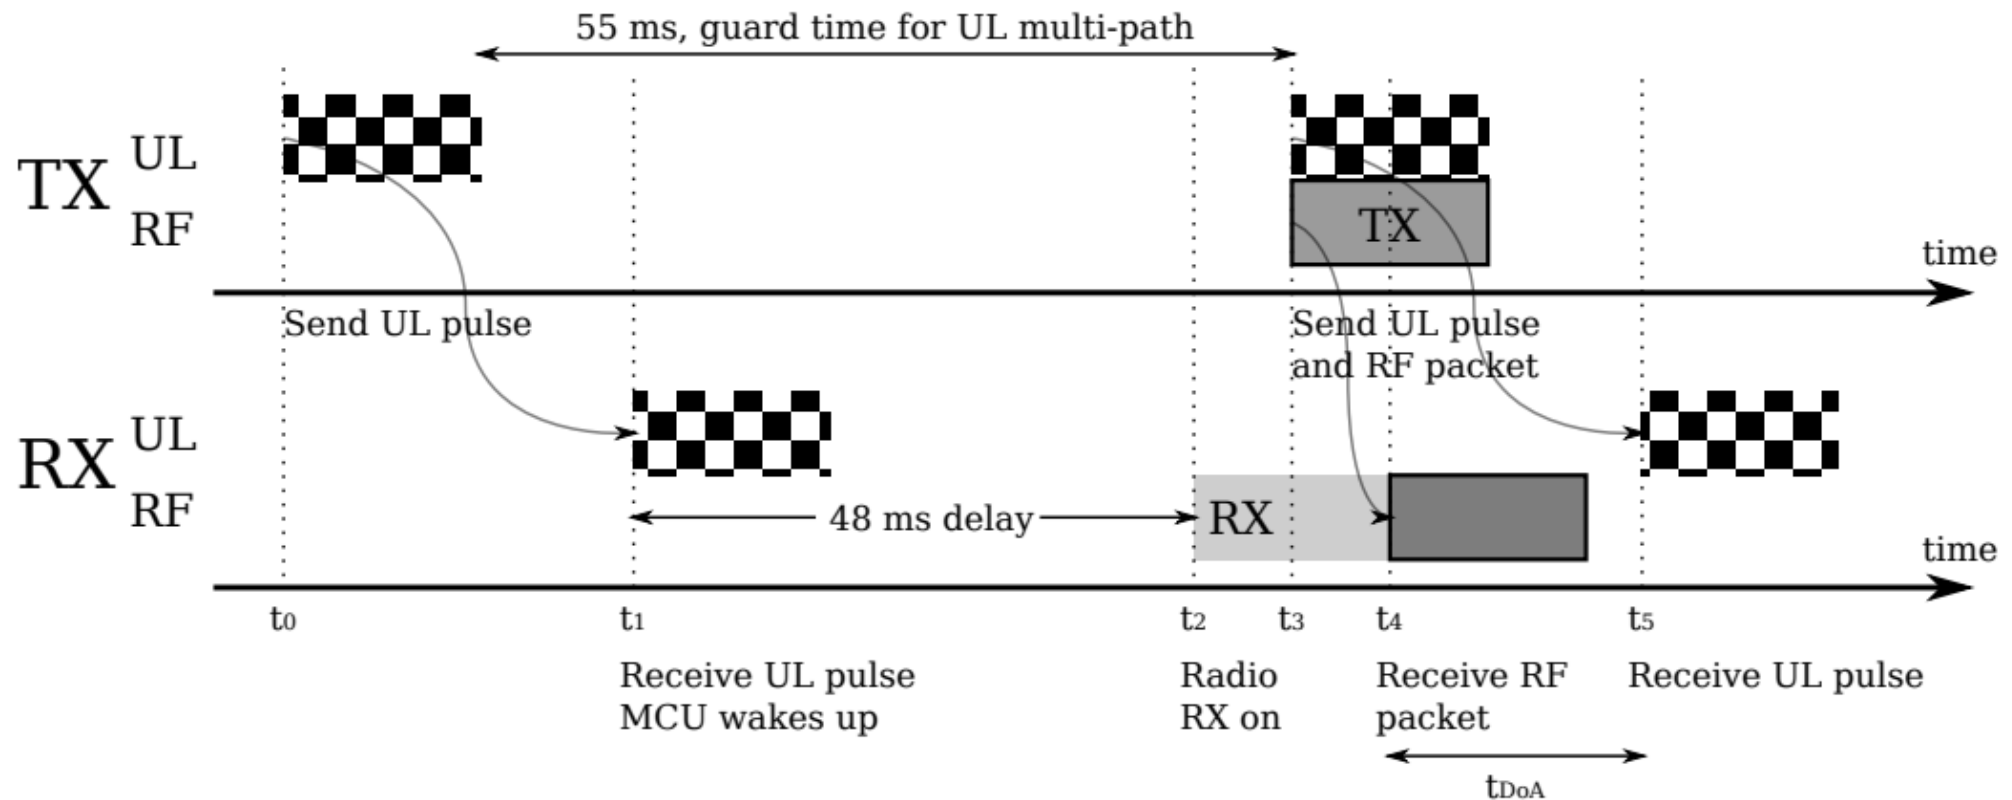 55 ms, guard time for UL multi-path
TX
UL
RF
TX
time
Send UL pulse
Send UL pulse
and RF packet
RX
UL
RF
48 ms delay
RX
time
t0
t1
t2
t3
t4
t5
Receive UL pulse
MCU wakes up
Radio
RX on
Receive RF
packet
Receive UL pulse
tDoA